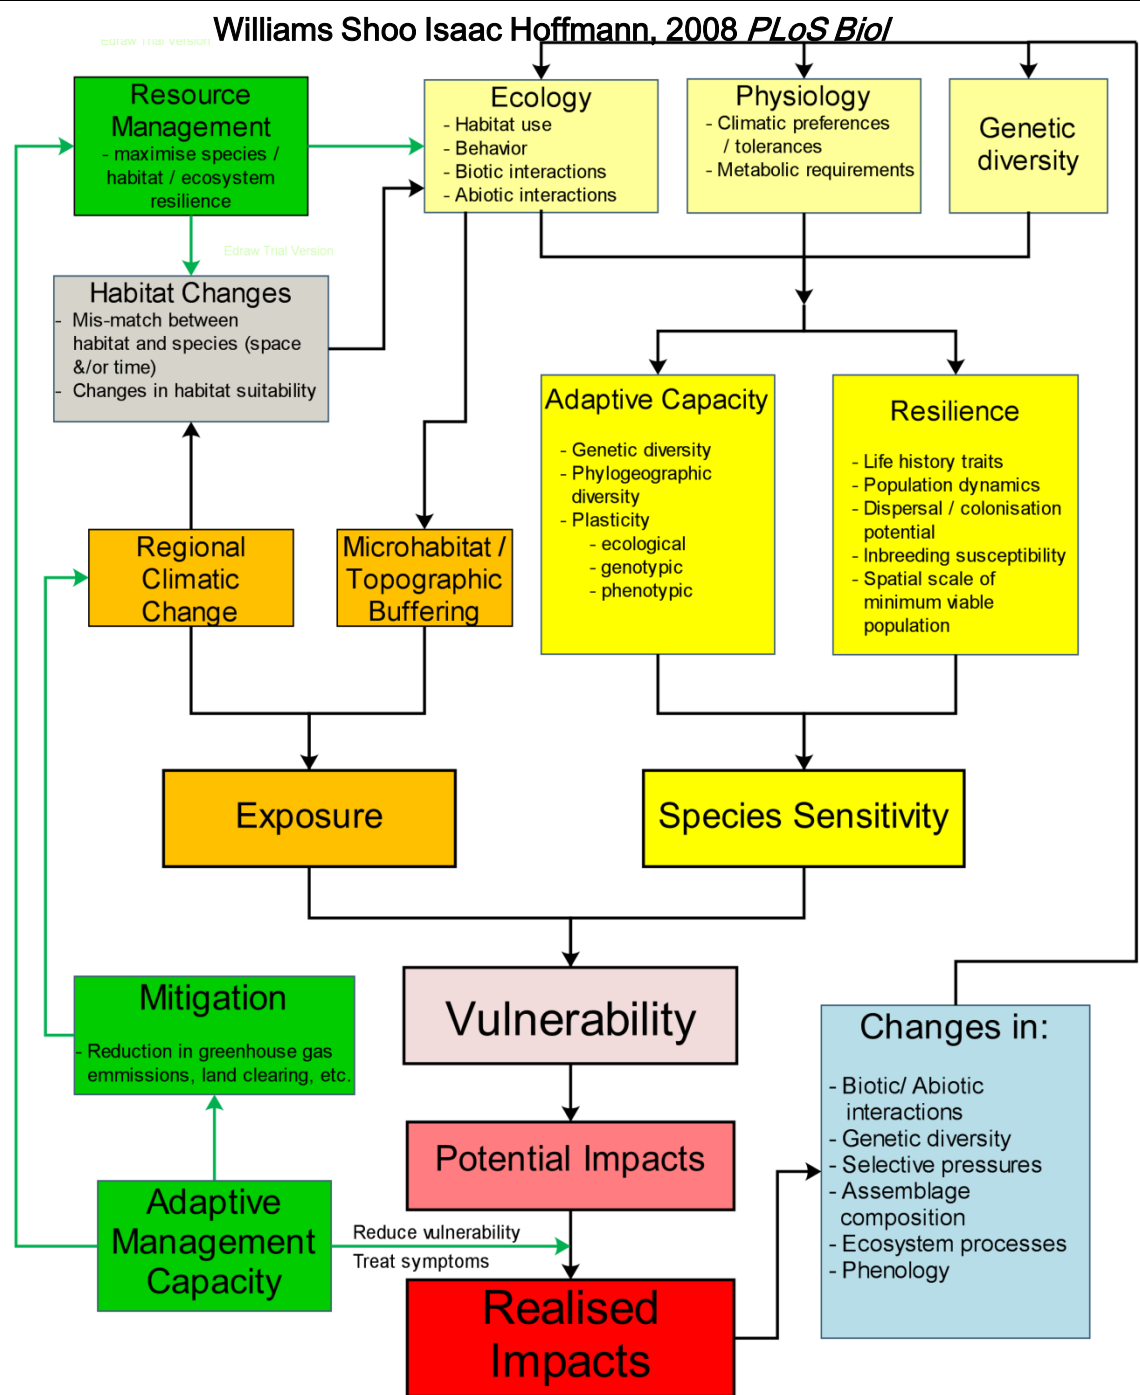 Williams Shoo Isaac Hoffmann, 2008 PLoS Biol
Edraw Trial Version
Resource
Management
- maximise species /
habitat / ecosystem
resilience
Ecology
- Habitat use
- Behavior
- Biotic interactions
- Abiotic interactions
Physiology
- Climatic preferences
/ tolerances
- Metabolic requirements
Genetic
diversity
Edraw Trial Version
Habitat Changes
- Mis-match between
habitat and species (space
&/or time)
- Changes in habitat suitability
Adaptive Capacity
- Genetic diversity
- Phylogeographic
diversity
- Plasticity
- ecological
- genotypic
- phenotypic
Resilience
- Life history traits
- Population dynamics
- Dispersal / colonisation
potential
- Inbreeding susceptibility
- Spatial scale of
minimum viable
population
Regional
Climatic
Change
Microhabitat /
Topographic
Buffering
Exposure
Species Sensitivity
Mitigation
- Reduction in greenhouse gas
emmissions, land clearing, etc.
Vulnerability
Changes in:
- Biotic/ Abiotic
interactions
- Genetic diversity
- Selective pressures
- Assemblage
composition
- Ecosystem processes
- Phenology
Potential Impacts
Adaptive
Management
Capacity
Reduce vulnerability
Treat symptoms
Realised
Impacts